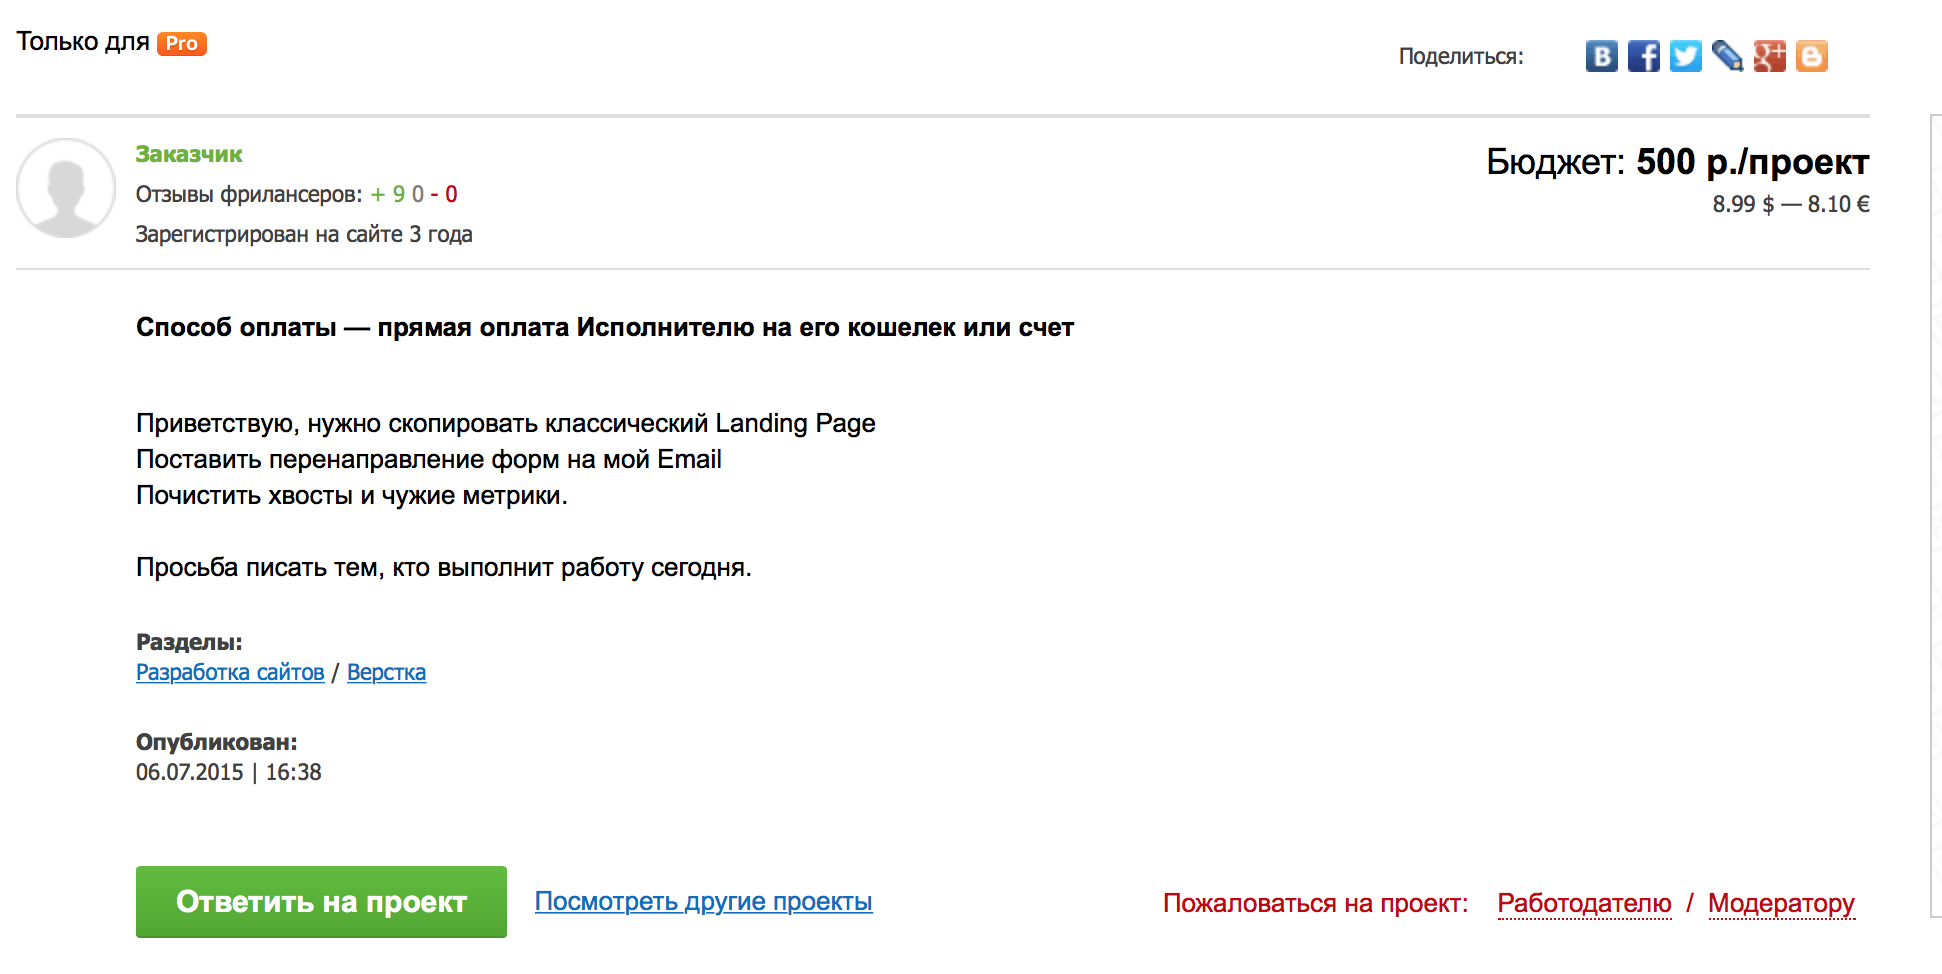 Только для Pro
Поделиться:
Заказчик
Отзывы фрилансеров: + 9 0 - 0
Зарегистрирован на сайте 3 года
Бюджет: 500 р./проект
8.99 $ — 8.10 €
Способ оплаты — прямая оплата Исполнителю на его кошелек или счет
Приветствую, нужно скопировать классический Landing Page
Поставить перенаправление форм на мой Email
Почистить хвосты и чужие метрики.
Просьба писать тем, кто выполнит работу сегодня.
Разделы:
Разработка сайтов / Верстка
Опубликован:
06.07.2015 | 16:38
Ответить на проект
Посмотреть другие проекты
Пожаловаться на проект: Работодателю / Модератору